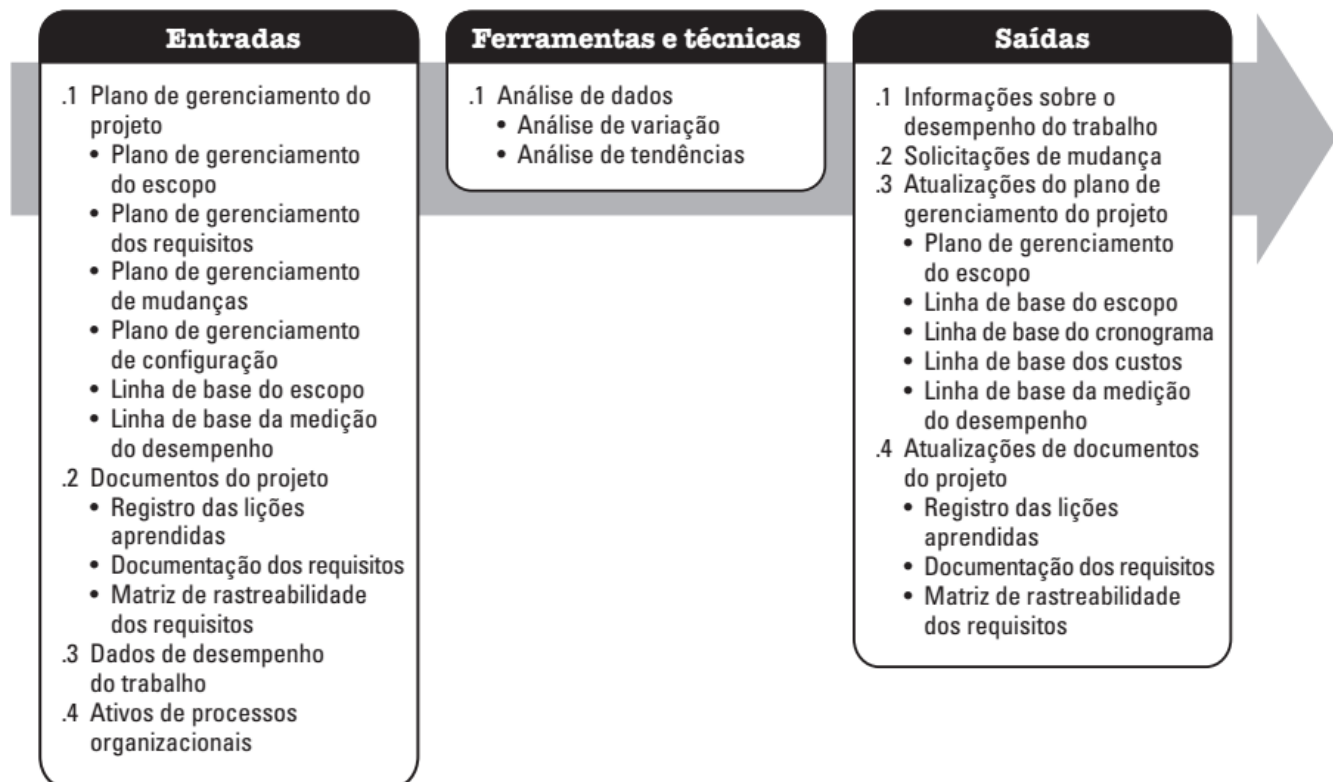 Entradas
.1 Plano de gerenciamento do
projeto
• Plano de gerenciamento
do escopo
• Plano de gerenciamento
dos requisitos
• Plano de gerenciamento
de mudanças
• Plano de gerenciamento
de configuração
• Linha de base do escopo
• Linha de base da medição
do desempenho
.2 Documentos do projeto
• Registro das lições
aprendidas
• Documentação dos requisitos
• Matriz de rastreabilidade
dos requisitos
.3 Dados de desempenho
do trabalho
.4 Ativos de processos
organizacionais
Ferramentas e técnicas
.1 Análise de dados
• Análise de variação
• Análise de tendências
Saídas
.1 Informações sobre o
desempenho do trabalho
.2 Solicitações de mudança
.3 Atualizações do plano de
gerenciamento do projeto
• Plano de gerenciamento
do escopo
• Linha de base do escopo
• Linha de base do cronograma
• Linha de base dos custos
• Linha de base da medição
do desempenho
.4 Atualizações de documentos
do projeto
• Registro das lições
aprendidas
• Documentação dos requisitos
• Matriz de rastreabilidade
dos requisitos